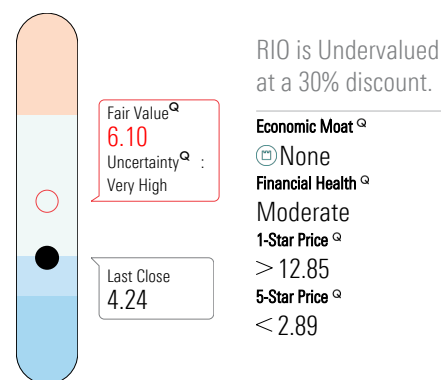 RIO is Undervalued
at a 30% discount.
Fair Value Q
6.10
Uncertainty Q :
Very High
Last Close
4.24
Economic Moat Q
None
Financial Health Q
Moderate
1-Star Price Q
> 12.85
5-Star Price Q
< 2.89